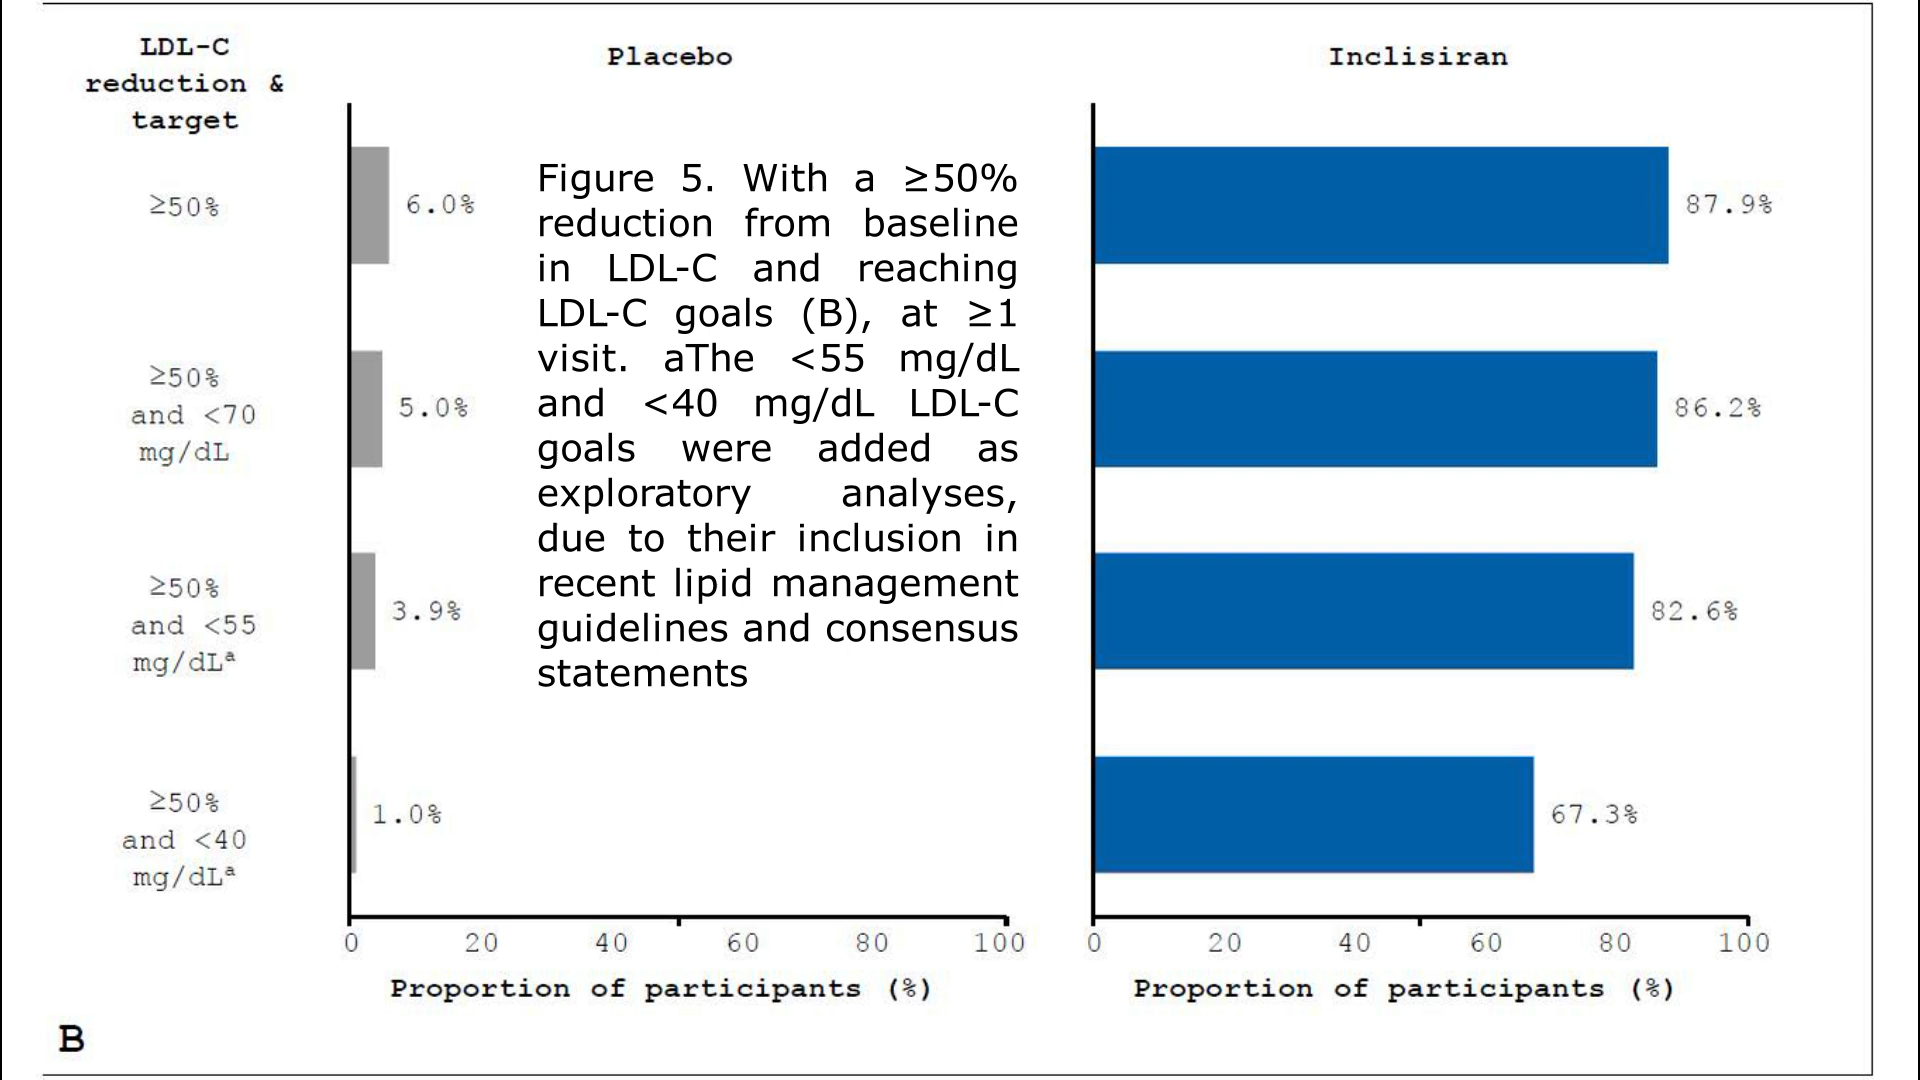 LDL-C
reduction &
target
Placebo
Inclisiran
≥50%
6.0%
87.9%
≥50%
and <70
mg/dL
5.0%
86.2%
≥50%
and <55
mg/dLª
3.9%
82.6%
≥50%
and <40
mg/dLª
1.0%
67.3%
Figure 5. With a ≥50%
reduction from baseline
in LDL-C and reaching
LDL-C goals (B), at ≥1
visit. aThe <55 mg/dL
and <40 mg/dL LDL-C
goals were added as
exploratory analyses,
due to their inclusion in
recent lipid management
guidelines and consensus
statements
0 20 40 60 80 100
Proportion of participants (%)
0 20 40 60 80 100
Proportion of participants (%)
B